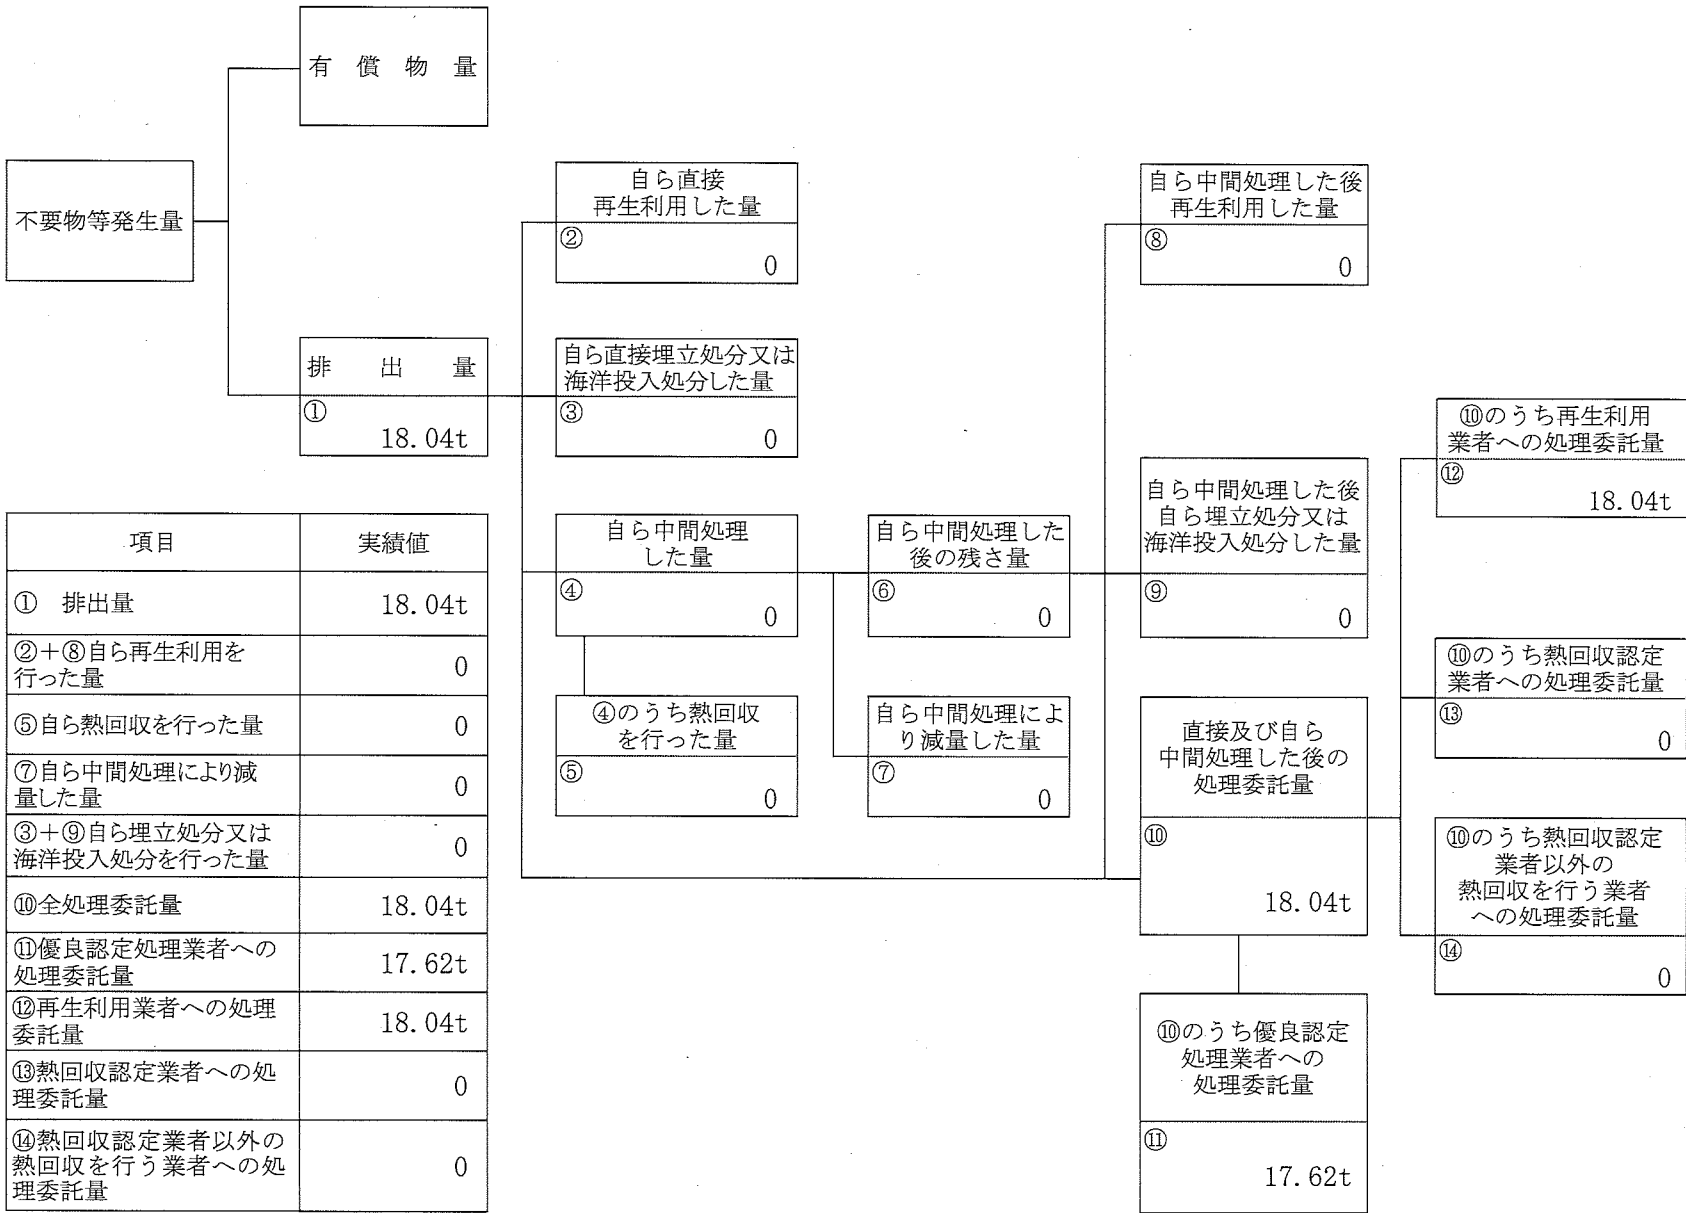 有償物量
不要物等発生量
排出量
①
18.04t
自ら直接
再生利用した量
②
0
自ら直接埋立処分又は
海洋投入処分した量
③
0
自ら中間処理
した量
④
0
④のうち熱回収
を行った量
⑤
0
自ら中間処理した
後の残さ量
⑥
0
自ら中間処理によ
り減量した量
⑦
0
自ら中間処理した後
再生利用した量
⑧
0
自ら中間処理した後
自ら埋立処分又は
海洋投入処分した量
⑨
0
直接及び自ら
中間処理した後の
処理委託量
⑩
18.04t
⑩のうち優良認定
処理業者への
処理委託量
⑪
17.62t
⑩のうち再生利用
業者への処理委託量
⑫
18.04t
⑩のうち熱回収認定
業者への処理委託量
⑬
0
⑩のうち熱回収認定
業者以外の
熱回収を行う業者
への処理委託量
⑭
0
項目 実績値
① 排出量 18.04t
②+⑧自ら再生利用を
行った量
0
⑤自ら熱回収を行った量 0
⑦自ら中間処理により減
量した量
0
③+⑨自ら埋立処分又は
海洋投入処分を行った量
0
⑩全処理委託量 18.04t
⑪優良認定処理業者への
処理委託量
17.62t
⑫再生利用業者への処理
委託量
18.04t
⑬熱回収認定業者への処
理委託量
0
⑭熱回収認定業者以外の
熱回収を行う業者への処
理委託量
0